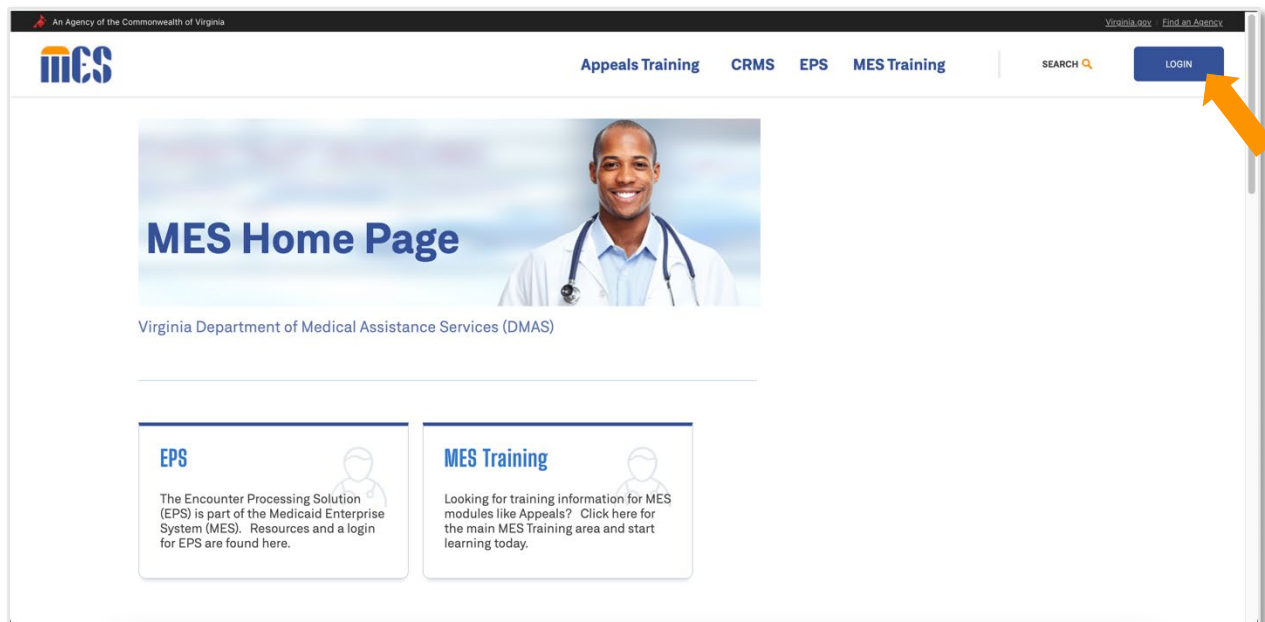 An Agency of the Commonwealth of Virginia
Virginia.gov | Find an Agency
mes
Appeals Training CRMS EPS MES Training
SEARCH
LOGIN
MES Home Page
Virginia Department of Medical Assistance Services (DMAS)
EPS
The Encounter Processing Solution
(EPS) is part of the Medicaid Enterprise
System (MES). Resources and a login
for EPS are found here.
MES Training
Looking for training information for MES
modules like Appeals? Click here for
the main MES Training area and start
learning today.